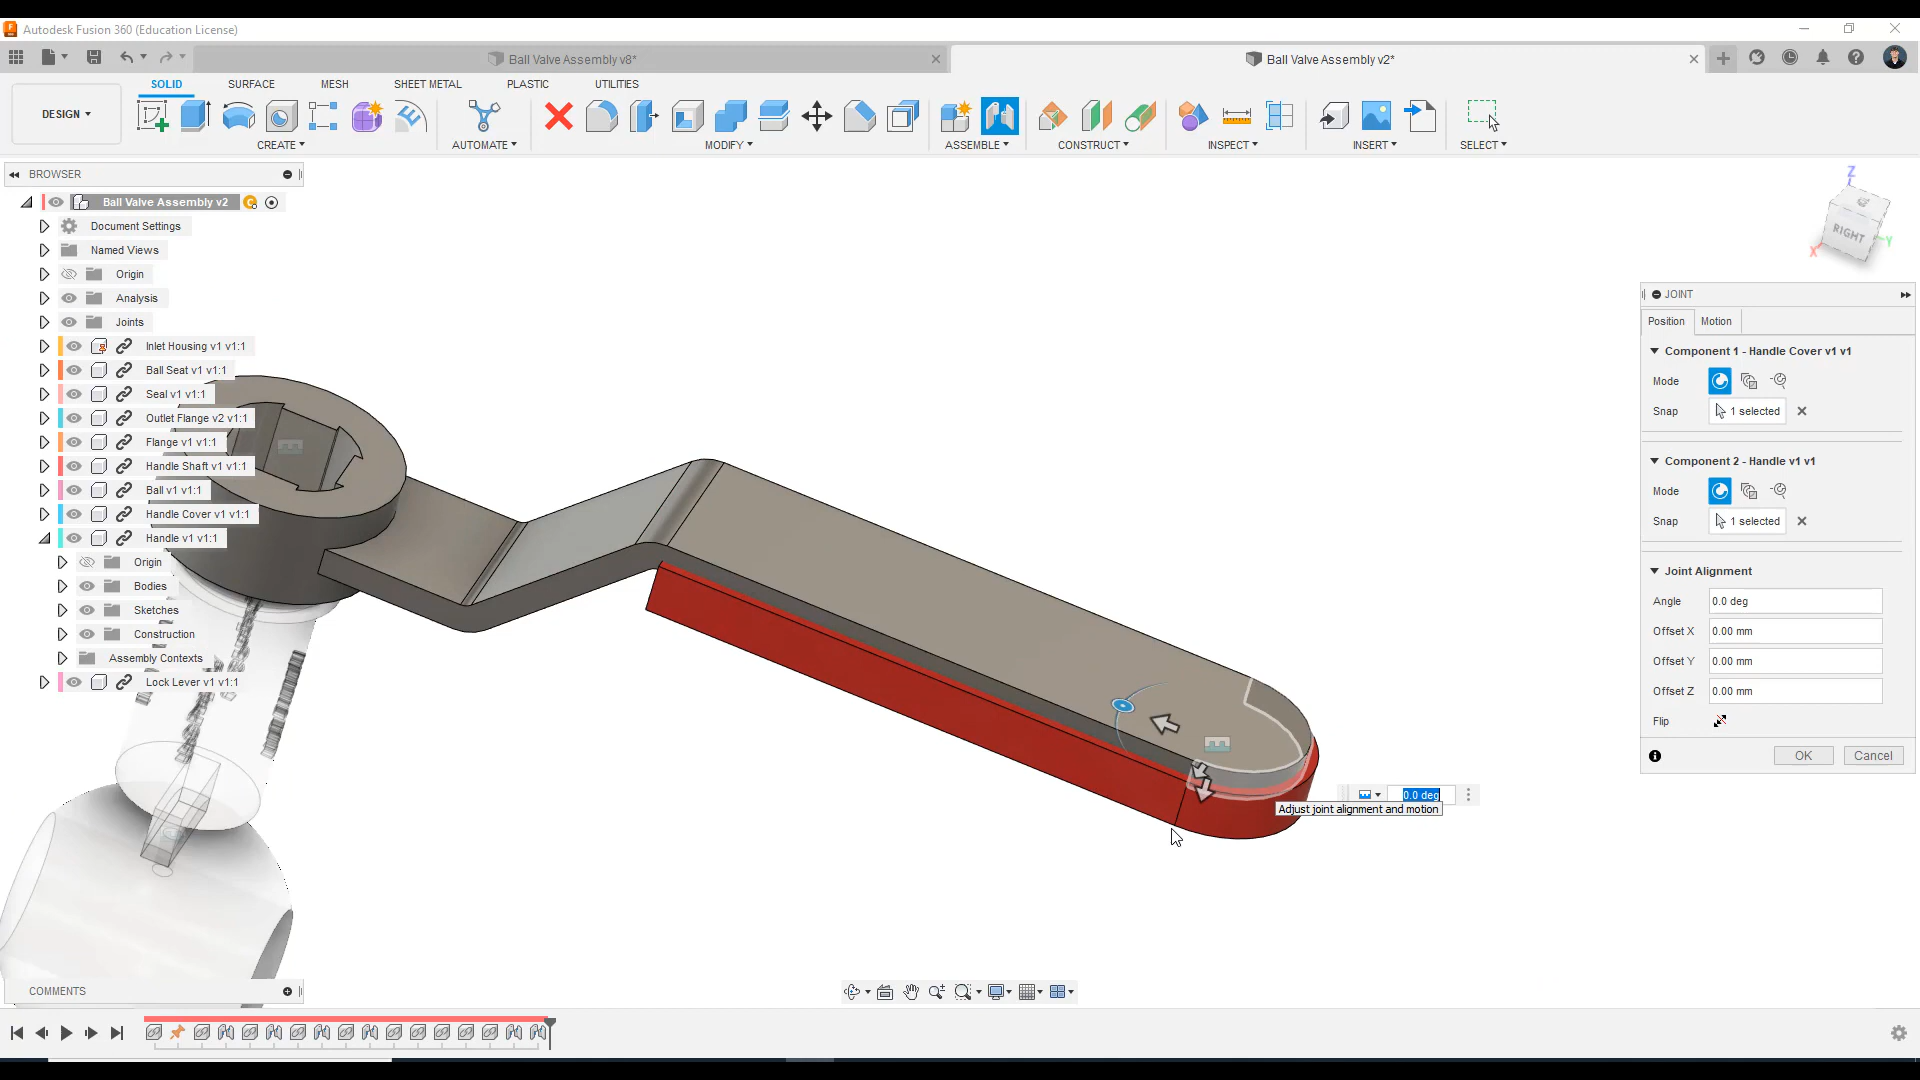 Autodesk Fusion 360 (Education License)
Ball Valve Assembly v8*
Ball Valve Assembly v2*
DESIGN
SOLID
SURFACE
MESH
SHEET METAL
PLASTIC
UTILITIES
CREATE
AUTOMATE
MODIFY
ASSEMBLE
CONSTRUCT
INSPECT
INSERT
SELECT
BROWSER
Ball Valve Assembly v2
Document Settings
Named Views
Origin
Analysis
Joints
Inlet Housing v1 v1:1
Ball Seat v1 v1:1
Seal v1 v1:1
Outlet Flange v2 v1:1
Flange v1 v1:1
Handle Shaft v1 v1:1
Ball v1 v1:1
Handle Cover v1 v1:1
Handle v1 v1:1
Origin
Bodies
Sketches
Construction
Assembly Contexts
Lock Lever v1 v1:1
Z
RIGHT
X
Y
JOINT
Position
Motion
Component 1 - Handle Cover v1 v1
Mode
Snap
1 selected
Component 2 - Handle v1 v1
Mode
Snap
1 selected
Joint Alignment
Angle
0.0 deg
Offset X
0.00 mm
Offset Y
0.00 mm
Offset Z
0.00 mm
Flip
OK
Cancel
0.0 deg
Adjust joint alignment and motion
COMMENTS